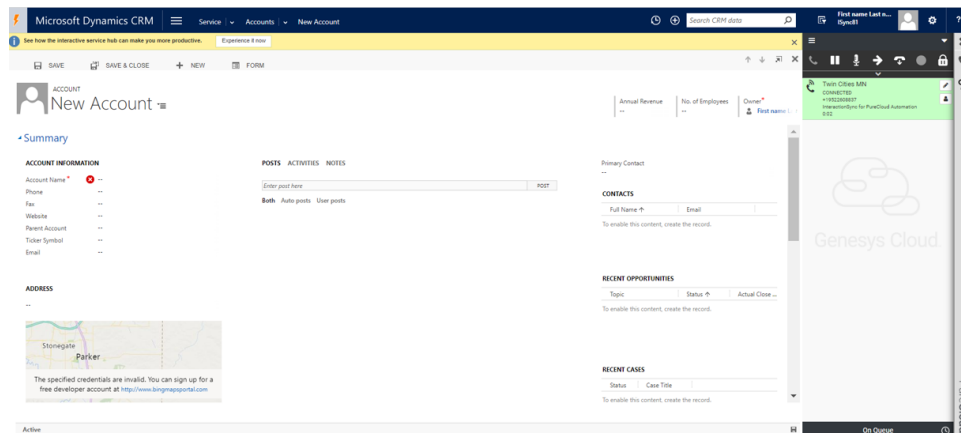 Microsoft Dynamics CRM
Service
Accounts
New Account
Search CRM data
First name Last n...
ISync81
?
See how the interactive service hub can make you more productive.
Experience it now
SAVE
SAVE & CLOSE
+ NEW
FORM
ACCOUNT
New Account
Annual Revenue
--
No. of Employees
--
Owner*
First name L
Summary
ACCOUNT INFORMATION
Account Name* --
Phone --
Fax --
Website --
Parent Account --
Ticker Symbol --
Email --
ADDRESS
--
Stonegate
Parker
The specified credentials are invalid. You can sign up for a
free developer account at http://www.bingmapsportal.com
POSTS ACTIVITIES NOTES
Enter post here
POST
Both Auto posts User posts
Primary Contact
--
CONTACTS
Full Name ↑ Email
To enable this content, create the record.
RECENT OPPORTUNITIES
Topic Status ↑ Actual Close ...
To enable this content, create the record.
RECENT CASES
Status Case Title
To enable this content, create the record.
Active
Twin Cities MN
CONNECTED
InteractionSync for PureCloud Automation
0:02
Genesys Cloud.
On Queue